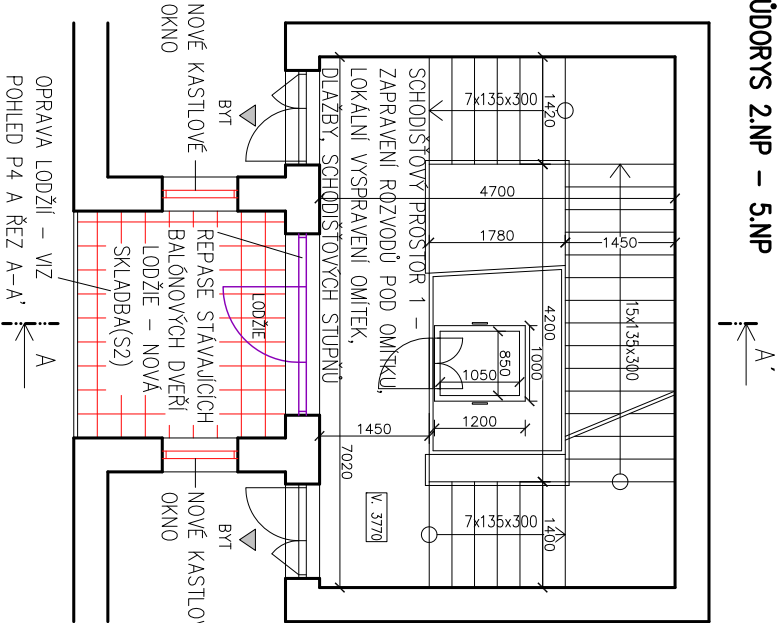 ŮDORYS 2.NP – 5.NP
A'
7x135x300
1420
4700
1780
1450
15x135x300
4200
1000
850
1050
1200
1450
7020
V. 3770
7x135x300
1400
SCHODIŠŤOVÝ PROSTOR 1 –
ZAPRAVENÍ ROZVODŮ POD OMÍTKU,
LOKÁLNÍ VYSPRAVENÍ OMÍTEK,
DLAŽBY, SCHODIŠŤOVÝCH STUPŇŮ
NOVÉ KASTLOVÉ
OKNO
BYT
LODŽIE
REPASE STÁVAJÍCÍCH
BALÓNOVÝCH DVEŘÍ
LODŽIE – NOVÁ
SKLADBA(S2)
BYT
NOVÉ KASTLOV
OKNO
OPRAVA LODŽIÍ – VIZ
POHLED P4 A ŘEZ A–A'
A